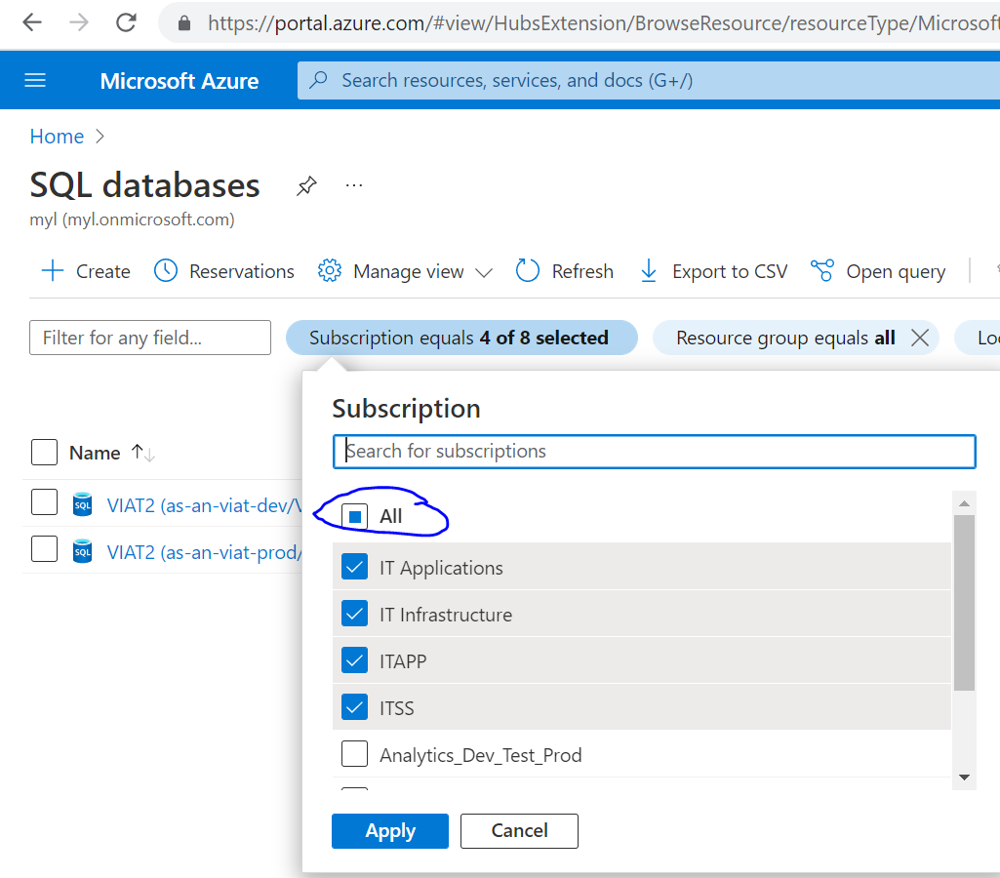 https://portal.azure.com/#view/HubsExtension/BrowseResource/resourceType/Microsoft
Microsoft Azure
Search resources, services, and docs (G+/)
Home
SQL databases
myl (myl.onmicrosoft.com)
Create Reservations Manage view Refresh Export to CSV Open query
Filter for any field... Subscription equals 4 of 8 selected Resource group equals all
Subscription
Search for subscriptions
Name
All
SQL VIAT2 (as-an-viat-dev/
SQL VIAT2 (as-an-viat-prod/
IT Applications
IT Infrastructure
ITAPP
ITSS
Analytics_Dev_Test_Prod
Apply Cancel